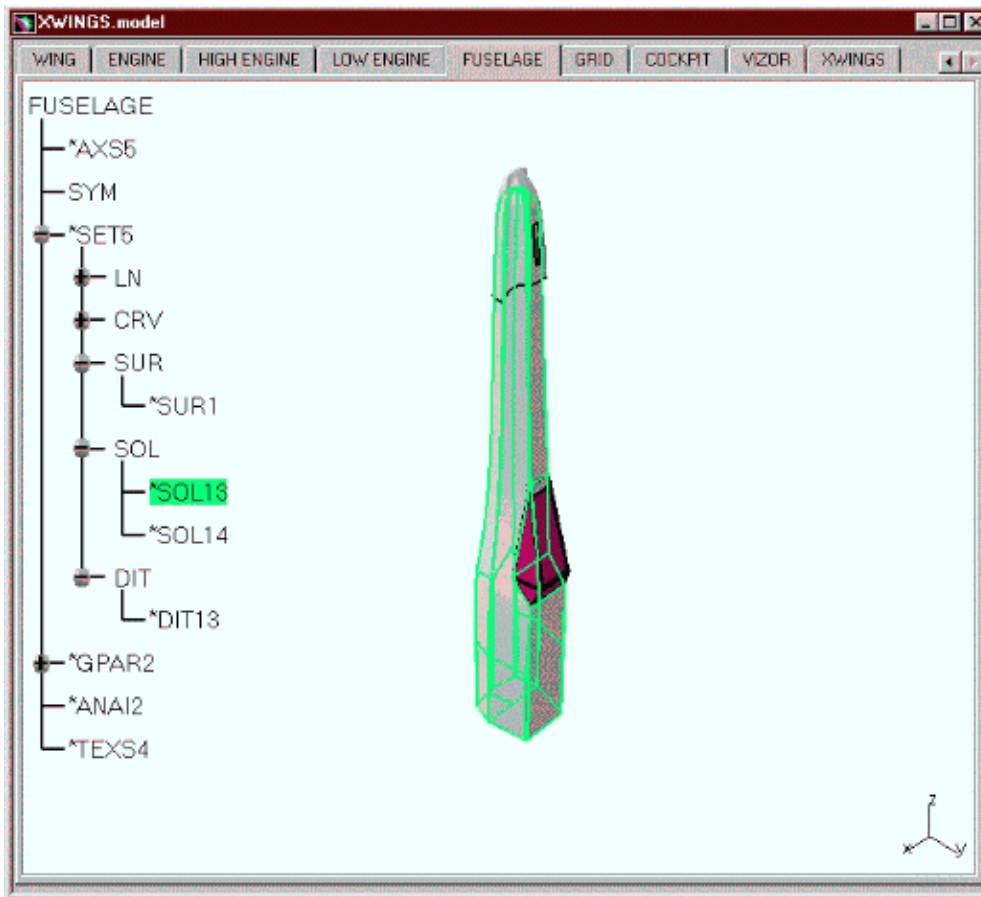 XWINGS.model
WING ENGINE HIGH ENGINE LOW ENGINE FUSELAGE GRID COCKPIT VIZOR XWINGS
FUSELAGE
*AXS5
SYM
*SET5
LN
CRV
SUR
*SUR1
SOL
*SOL13
*SOL14
DIT
*DIT13
*GPAR2
*ANAI2
*TEXS4
z
x y